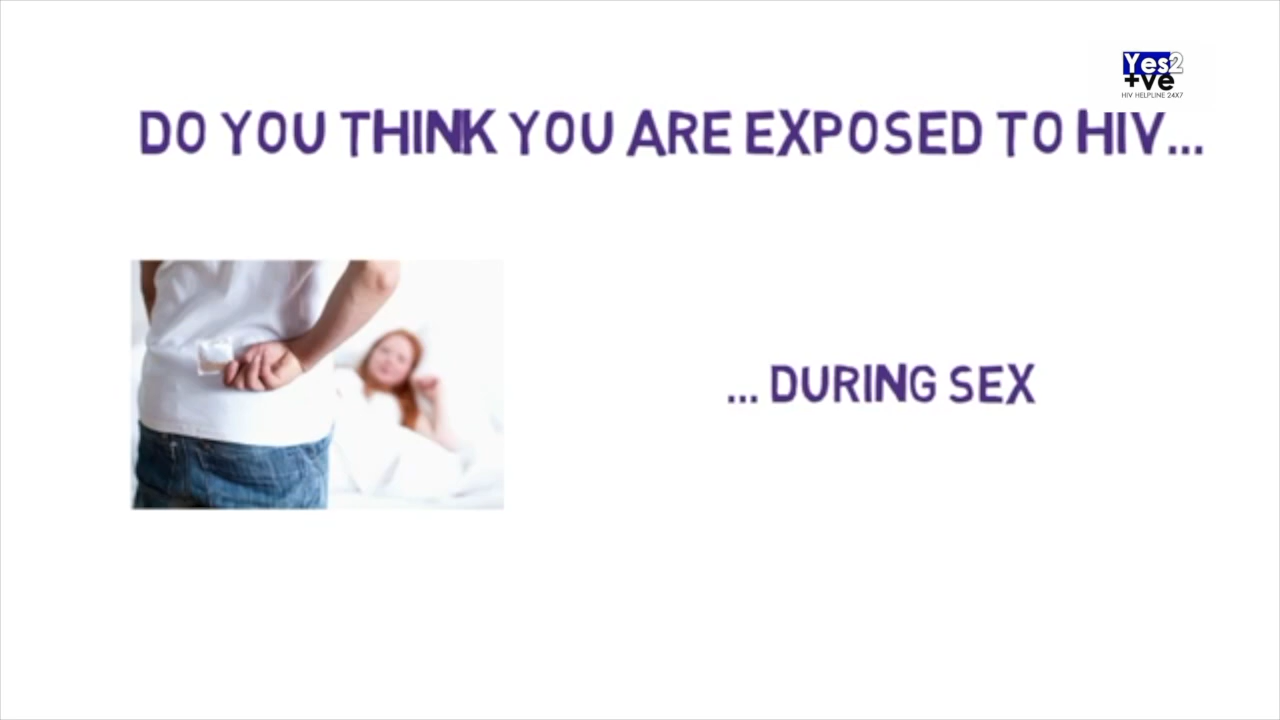 Yes2
+ve
HIV HELPLINE 24X7
DO YOU THINK YOU ARE EXPOSED TO HIV...
... DURING SEX